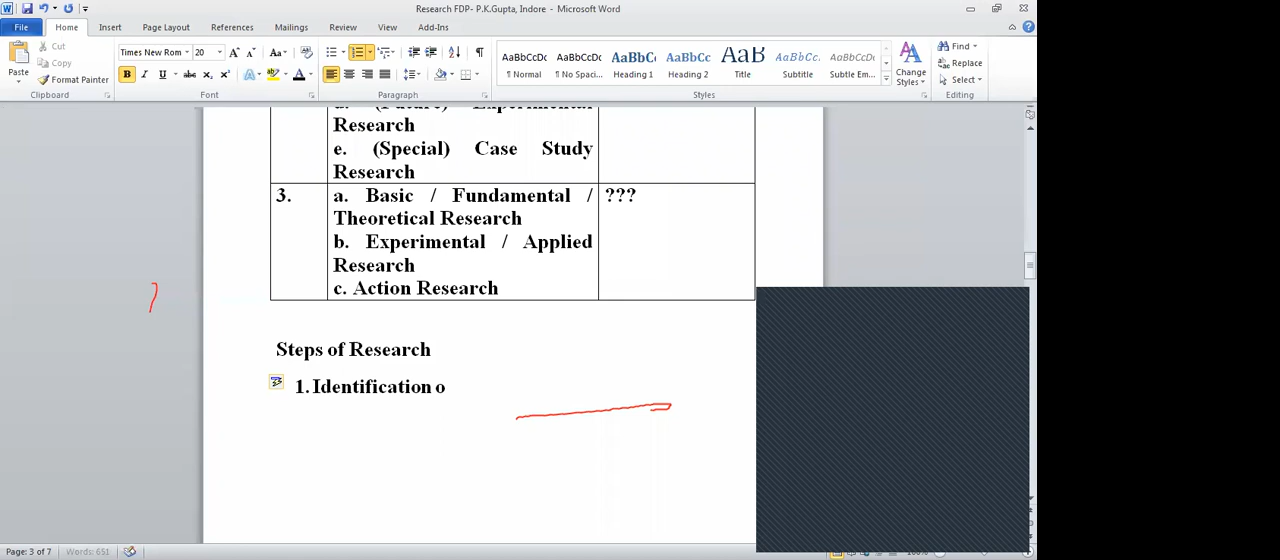 Research FDP- P.K.Gupta, Indore - Microsoft Word
File Home Insert Page Layout References Mailings Review View Add-Ins
Paste
Cut
Copy
Format Painter
Clipboard
Times New Rom 20
B I U abc
Font
Paragraph
AaBbCcDc AaBbCcDc AaBbC AaBbCc AaB AaBbCc. AaBbCcDc
¶ Normal ¶ No Spaci... Heading 1 Heading 2 Title Subtitle Subtle Em...
Styles
Change
Styles
Find
Replace
Select
Editing
d. (Future) Experimental
Research
e. (Special) Case Study
Research
3. a. Basic / Fundamental / ???
Theoretical Research
b. Experimental / Applied
Research
c. Action Research
Steps of Research
1. Identification o
Page: 3 of 7 Words: 651